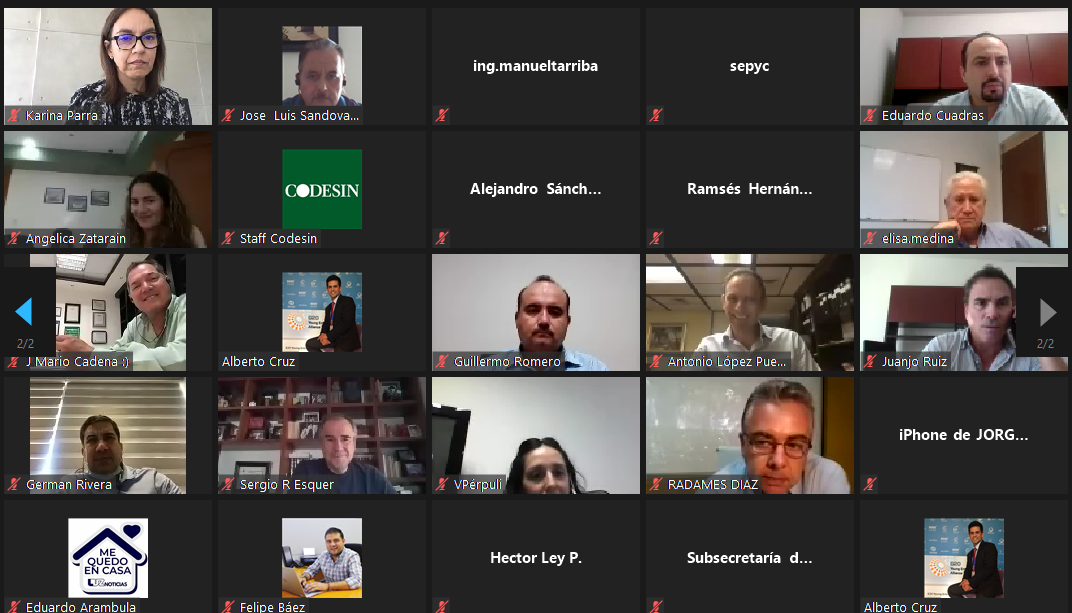 Karina Parra
Jose Luis Sandova...
ing.manueltarriba
sepyc
Eduardo Cuadras
Angelica Zatarain
CODESIN
Staff Codesin
Alejandro Sánch...
Ramsés Hernán...
elisa.medina
2/2
J Mario Cadena :)
Alberto Cruz
Guillermo Romero
Antonio López Pue...
Juanjo Ruiz
2/2
German Rivera
Sergio R Esquer
VPérpuli
RADAMES DIAZ
iPhone de JORG...
ME
QUEDO
EN CASA
NOTICIAS
Eduardo Arambula
Felipe Báez
Hector Ley P.
Subsecretaría d...
Alberto Cruz